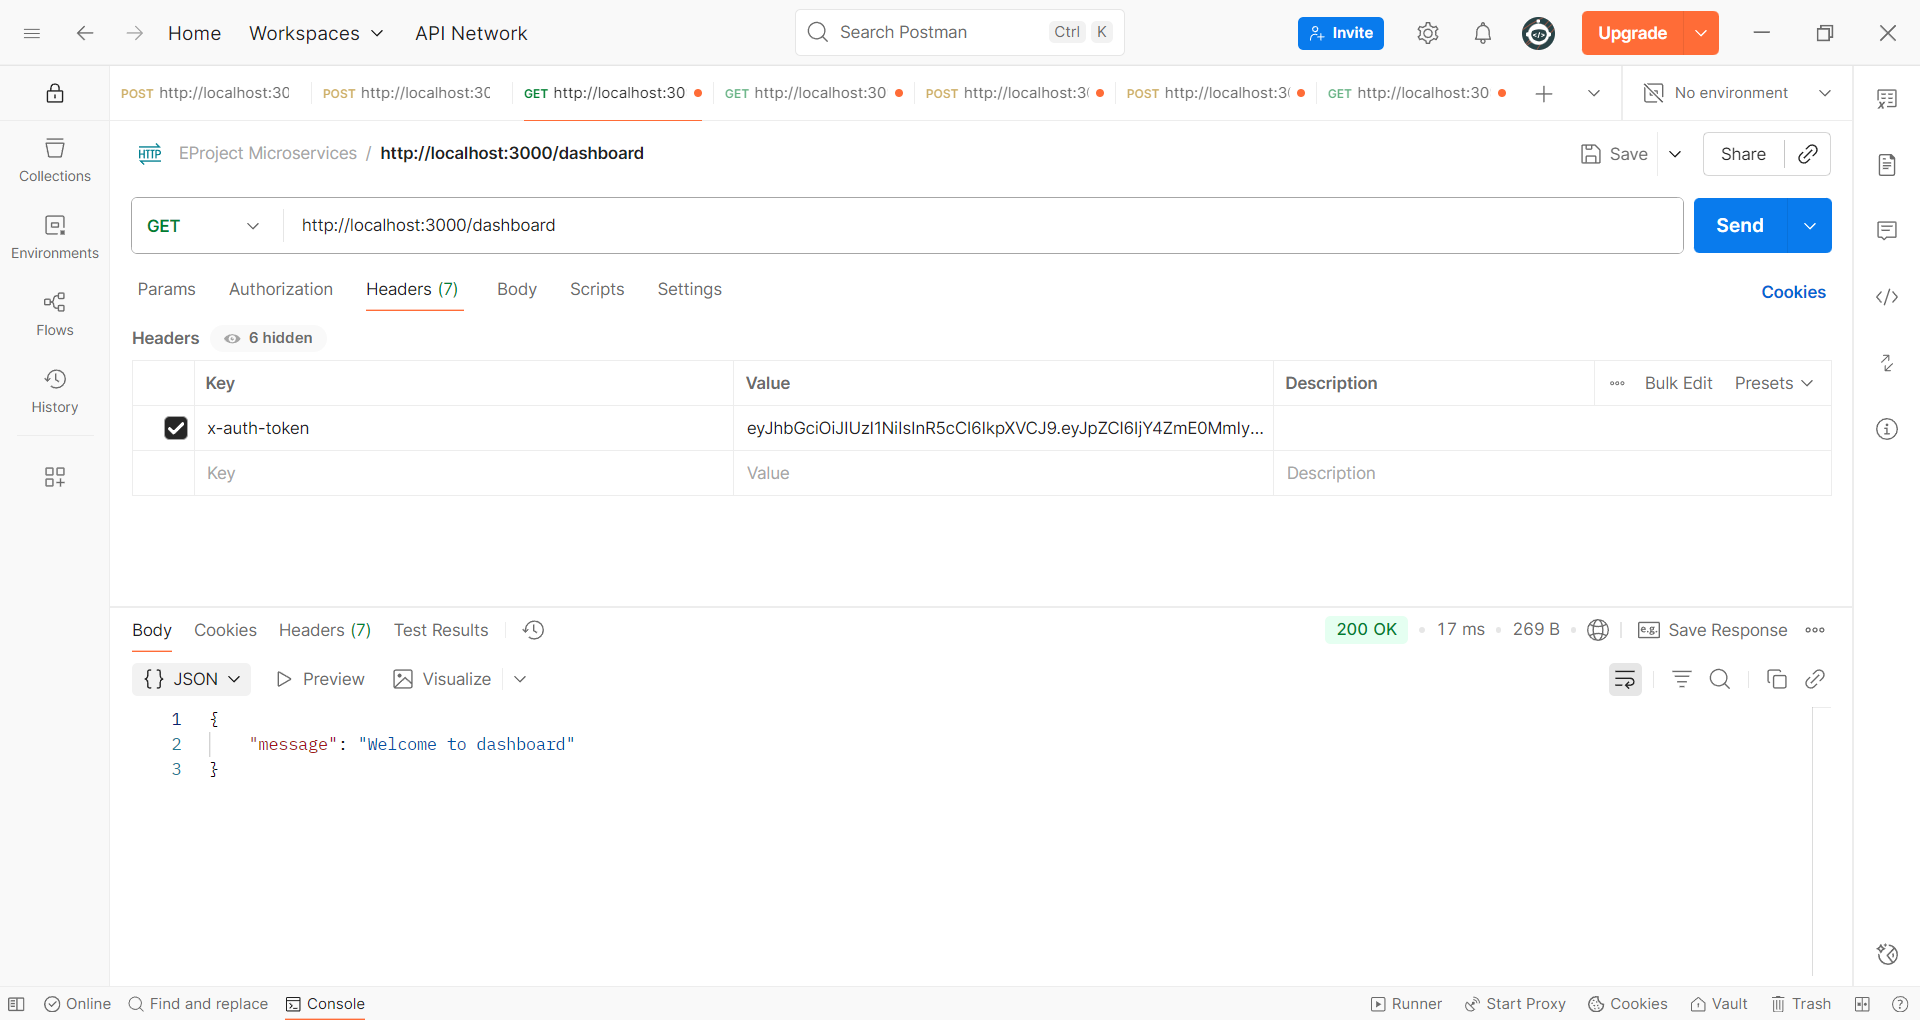 Home Workspaces API Network Search Postman Ctrl K Invite Upgrade
POST http://localhost:30 POST http://localhost:30 GET http://localhost:30 GET http://localhost:30 POST http://localhost:3( POST http://localhost:3( GET http://localhost:30 No environment
Collections
Environments
Flows
History
HTTP EProject Microservices / http://localhost:3000/dashboard Save Share
GET http://localhost:3000/dashboard Send
Params Authorization Headers (7) Body Scripts Settings Cookies
Headers 6 hidden
Key Value Description Bulk Edit Presets
x-auth-token eyJhbGciOiJIUzI1NiIsInR5cCI6IkpXVCJ9.eyJpZCI6IjY4ZmE0MmIy...
Key Value Description
Body Cookies Headers (7) Test Results 200 OK 17 ms 269 B e.g. Save Response
{} JSON Preview Visualize
1 {
2 "message": "Welcome to dashboard"
3 }
Online Find and replace Console Runner Start Proxy Cookies Vault Trash